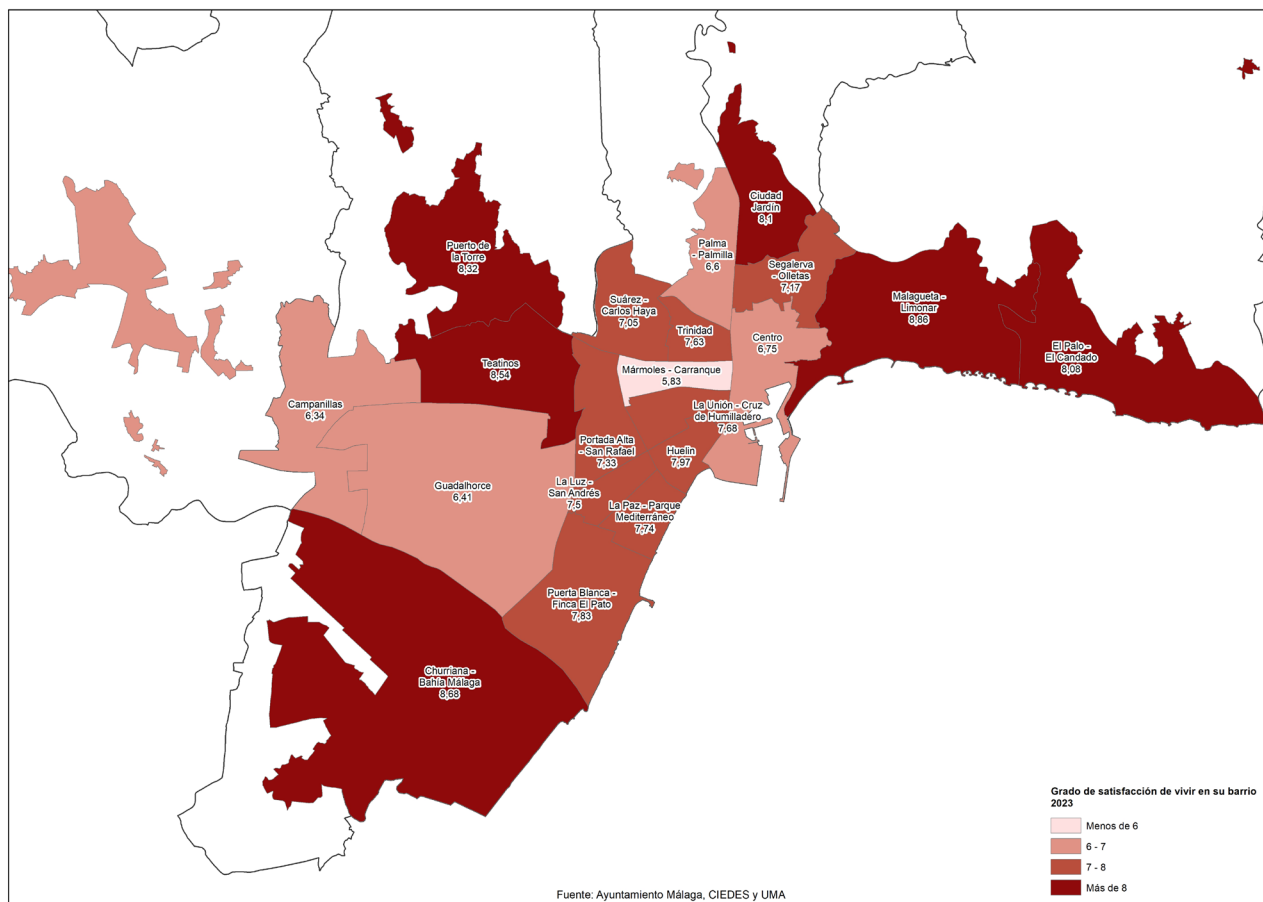 Ciudad
Jardín
8,1
Puerto de
la Torre
8,32
Palma
- Palmilla
6,6
Segalerva
- Olletas
7,17
Suárez -
Carlos Haya
7,05
Malagueta -
Limonar
8,86
Trinidad
7,63
Centro
6,75
El Palo -
El Candado
8,08
Teatinos
8,54
Mármoles - Carranque
5,83
Campanillas
6,34
La Unión - Cruz
de Humilladero
7,68
Portada Alta
- San Rafael
7,33
Huelin
7,97
Guadalhorce
6,41
La Luz -
San Andrés
7,5
La Paz - Parque
Mediterráneo
7,74
Puerta Blanca -
Finca El Pato
7,83
Churriana -
Bahía Málaga
8,68
Grado de satisfacción de vivir en su barrio
2023
Menos de 6
6 - 7
7 - 8
Más de 8
Fuente: Ayuntamiento Málaga, CIEDES y UMA